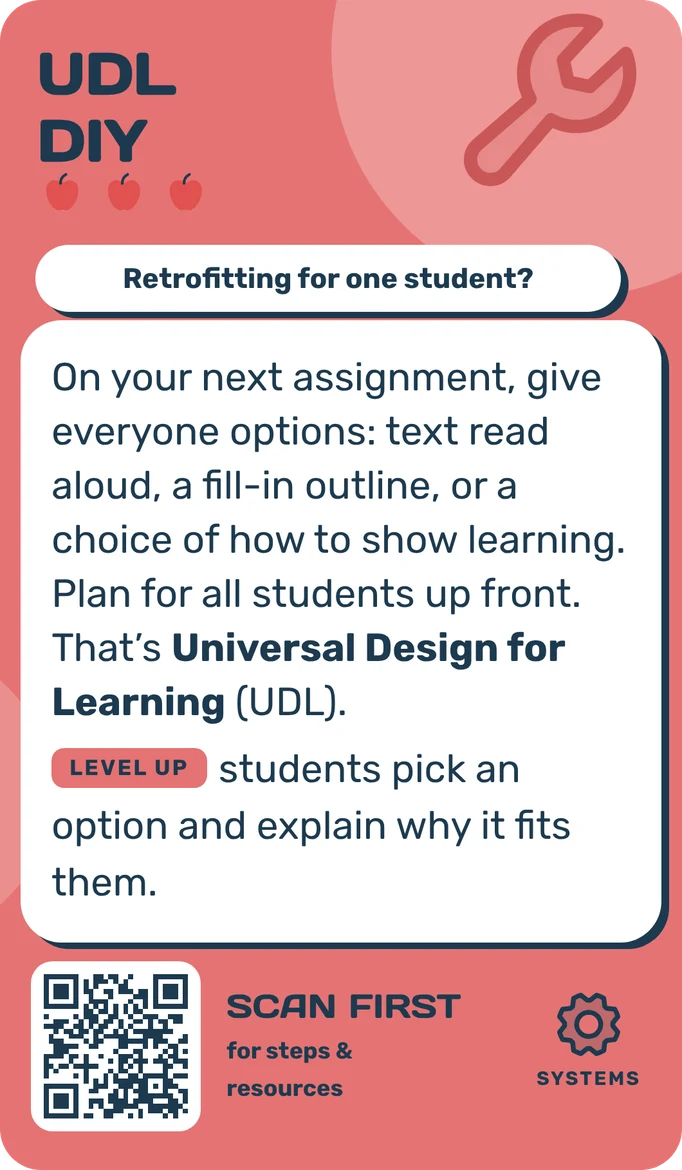 UDL
DIY
Retrofitting for one student?
On your next assignment, give
everyone options: text read
aloud, a fill-in outline, or a
choice of how to show learning.
Plan for all students up front.
That’s Universal Design for
Learning (UDL).
LEVEL UP students pick an
option and explain why it fits
them.
SCAN FIRST
for steps &
resources
SYSTEMS